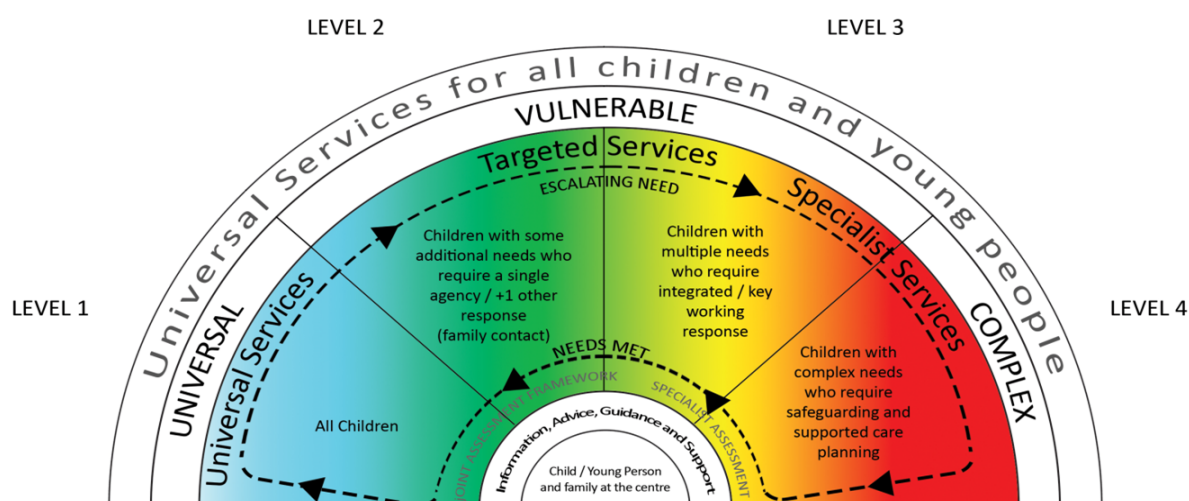 LEVEL 2
LEVEL 3
Universal Services for all children and young people
VULNERABLE
Targeted Services
ESCALATING NEED
Specialist Services
Children with some
additional needs who
require a single
agency / +1 other
response
(family contact)
Children with
multiple needs
who require
integrated / key
working
response
LEVEL 1
LEVEL 4
UNIVERSAL
Universal Services
COMPLEX
NEEDS MET
Children with
complex needs
who require
safeguarding and
supported care
planning
All Children
JOINT ASSESSMENT FRAMEWORK
SPECIALIST ASSESSMENT
Information, Advice, Guidance and Support
Child / Young Person
and family at the centre